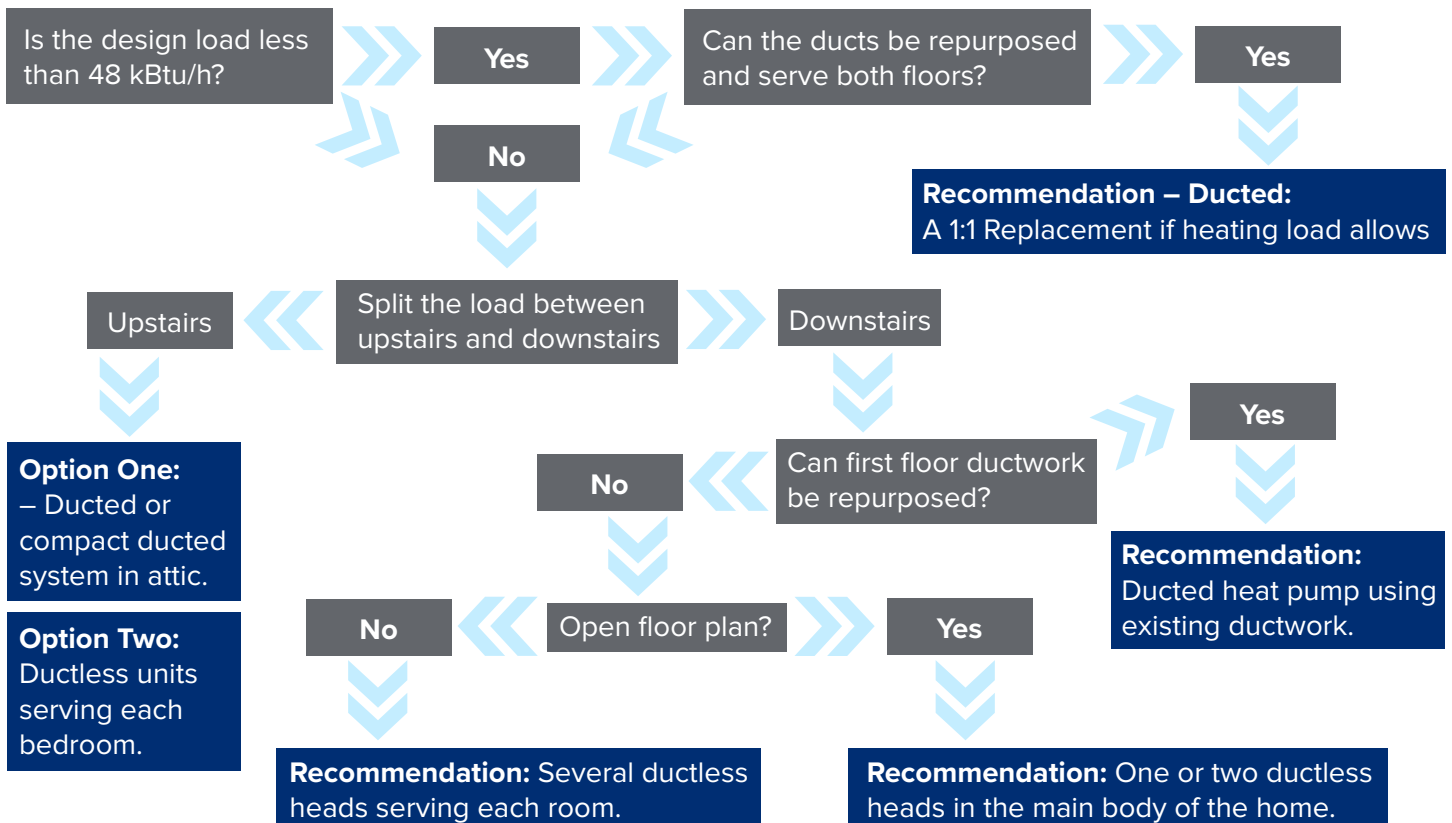 Is the design load less
than 48 kBtu/h?
Yes
Can the ducts be repurposed
and serve both floors?
Yes
No
Recommendation – Ducted:
A 1:1 Replacement if heating load allows
Upstairs
Split the load between
upstairs and downstairs
Downstairs
Option One:
– Ducted or
compact ducted
system in attic.
Option Two:
Ductless units
serving each
bedroom.
No
Can first floor ductwork
be repurposed?
Yes
Recommendation:
Ducted heat pump using
existing ductwork.
No
Open floor plan?
Yes
Recommendation: Several ductless
heads serving each room.
Recommendation: One or two ductless
heads in the main body of the home.